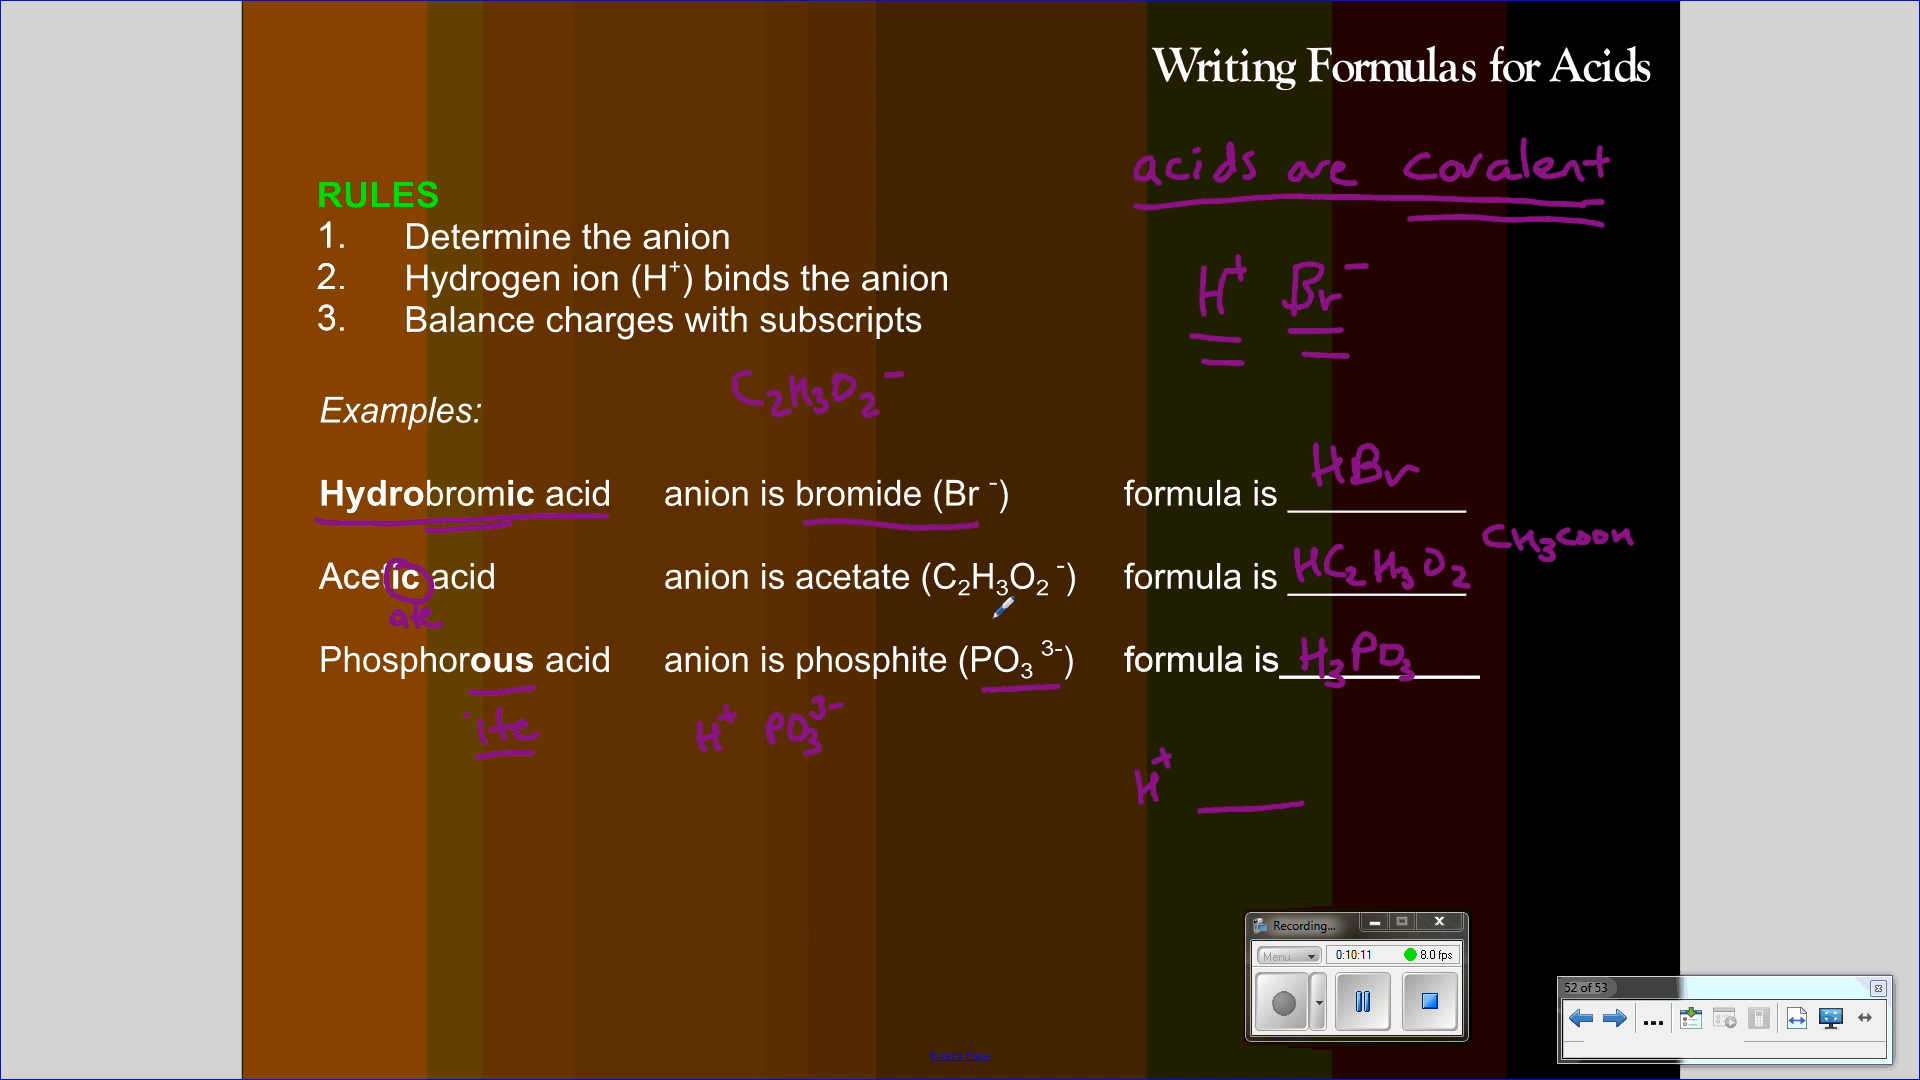 Writing Formulas for Acids
acids are covalent
RULES
1. Determine the anion
2. Hydrogen ion (H⁺) binds the anion
3. Balance charges with subscripts
H⁺ Br⁻
C₂H₃O₂⁻
Examples:
Hydrobromic acid anion is bromide (Br ⁻) formula is HBr
CH₃COOH
Acetic acid anion is acetate (C₂H₃O₂ ⁻) formula is HC₂H₃O₂
ate
Phosphorous acid anion is phosphite (PO₃ ³⁻) formula is H₃PO₃
ite
H⁺ PO₃³⁻
H⁺
Recording...
Menu 0:10:11 8.0 fps
52 of 53
Extend Page